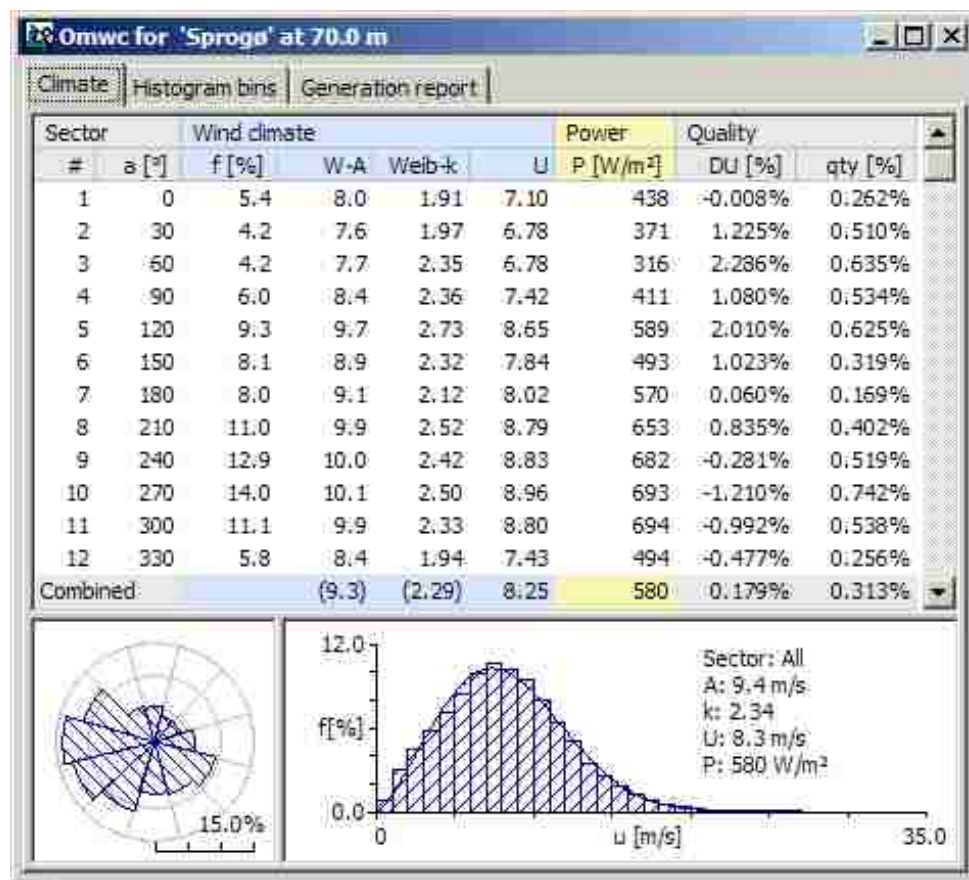 Omwc for 'Sprogø' at 70.0 m
Climate Histogram bins Generation report
Sector Wind climate Power Quality
# a [°] f [%] W-A Weib-k U P [W/m²] DU [%] qty [%]
1 0 5.4 8.0 1.91 7.10 438 -0.008% 0.262%
2 30 4.2 7.6 1.97 6.78 371 1.225% 0.510%
3 60 4.2 7.7 2.35 6.78 316 2.286% 0.635%
4 90 6.0 8.4 2.36 7.42 411 1.080% 0.534%
5 120 9.3 9.7 2.73 8.65 589 2.010% 0.625%
6 150 8.1 8.9 2.32 7.84 493 1.023% 0.319%
7 180 8.0 9.1 2.12 8.02 570 0.060% 0.169%
8 210 11.0 9.9 2.52 8.79 653 0.835% 0.402%
9 240 12.9 10.0 2.42 8.83 682 -0.281% 0.519%
10 270 14.0 10.1 2.50 8.96 693 -1.210% 0.742%
11 300 11.1 9.9 2.33 8.80 694 -0.992% 0.538%
12 330 5.8 8.4 1.94 7.43 494 -0.477% 0.256%
Combined (9.3) (2.29) 8.25 580 0.179% 0.313%
15.0%
12.0
f[%]
0.0
Sector: All
A: 9.4 m/s
k: 2.34
U: 8.3 m/s
P: 580 W/m²
0 u [m/s] 35.0